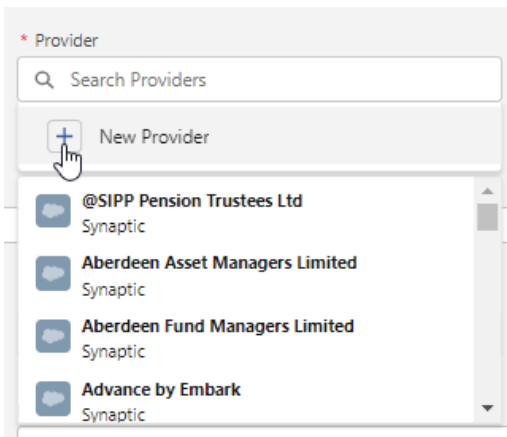 * Provider
Search Providers
New Provider
@SIPP Pension Trustees Ltd
Synaptic
Aberdeen Asset Managers Limited
Synaptic
Aberdeen Fund Managers Limited
Synaptic
Advance by Embark
Synaptic